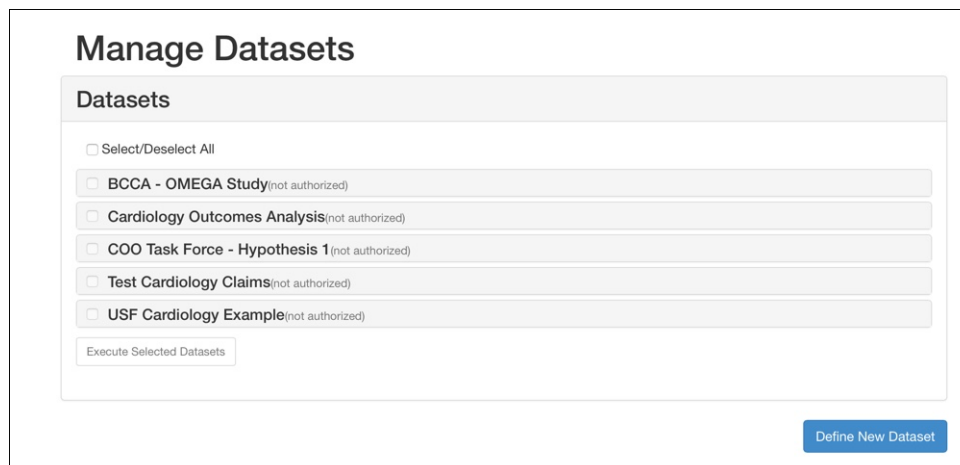 Manage Datasets
Datasets
Select/Deselect All
BCCA - OMEGA Study(not authorized)
Cardiology Outcomes Analysis(not authorized)
COO Task Force - Hypothesis 1(not authorized)
Test Cardiology Claims(not authorized)
USF Cardiology Example(not authorized)
Execute Selected Datasets
Define New Dataset